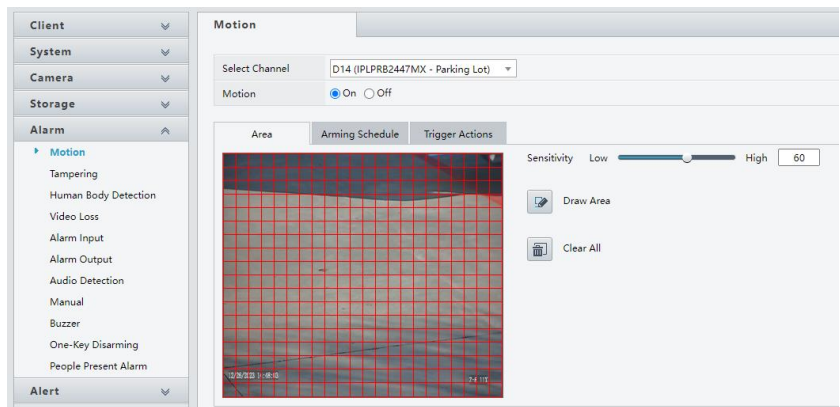 Client
System
Camera
Storage
Alarm
Motion
Tampering
Human Body Detection
Video Loss
Alarm Input
Alarm Output
Audio Detection
Manual
Buzzer
One-Key Disarming
People Present Alarm
Alert
Motion
Select Channel D14 (IPLPRB2447MX - Parking Lot)
Motion On Off
Area Arming Schedule Trigger Actions
Sensitivity Low High 60
Draw Area
Clear All